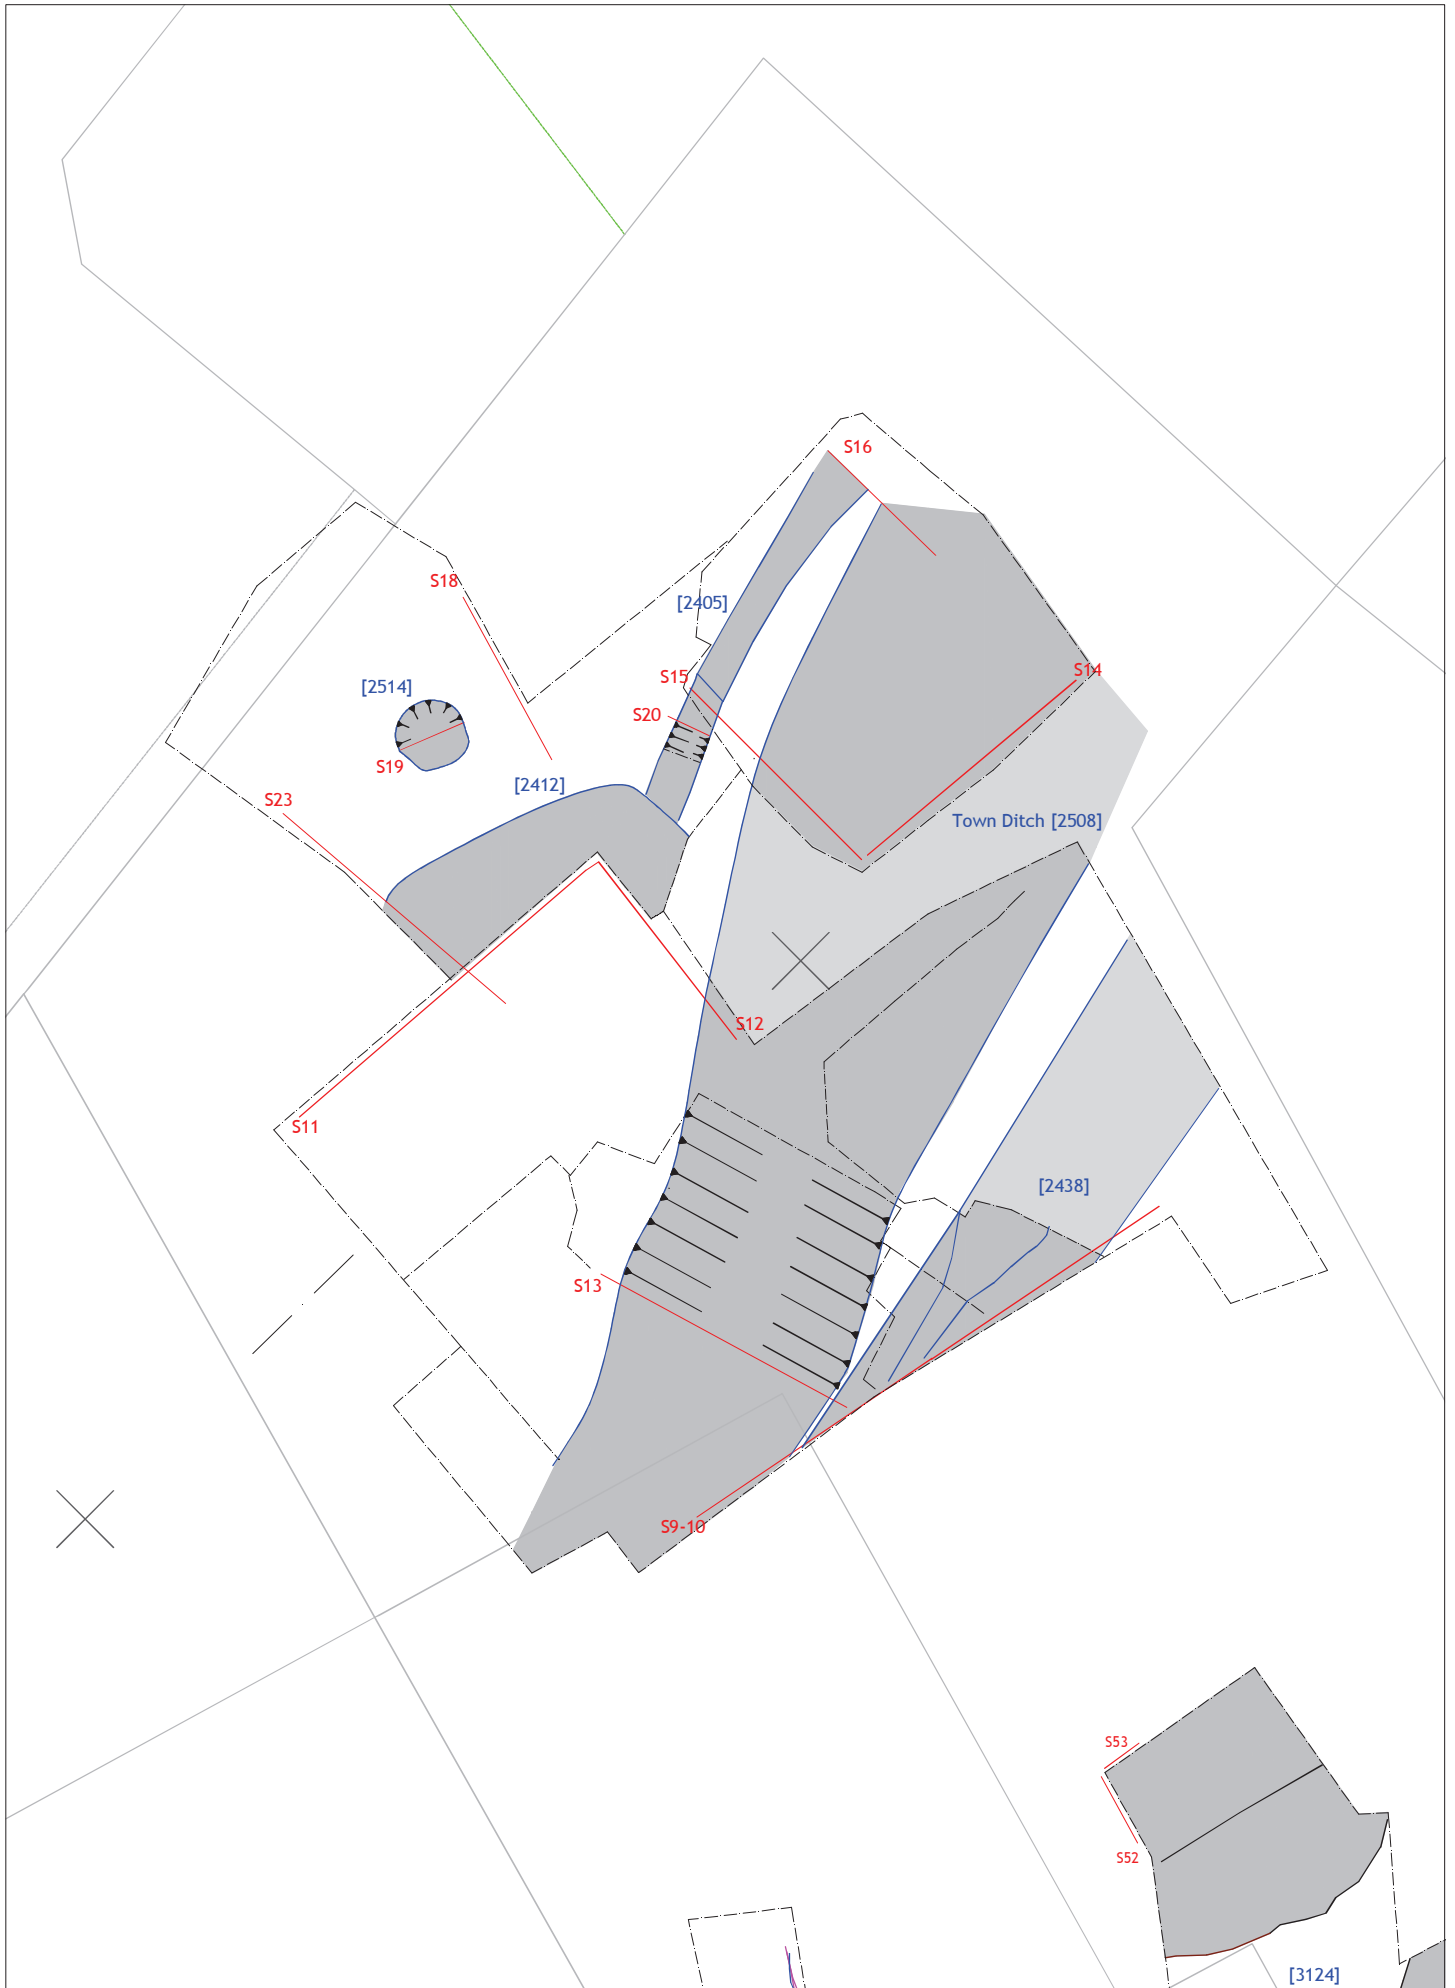 S16
S18
[2405]
S14
S15
[2514]
S20
S19
[2412]
S23
Town Ditch [2508]
S12
S11
[2438]
S13
S9-10
S53
S52
[3124]